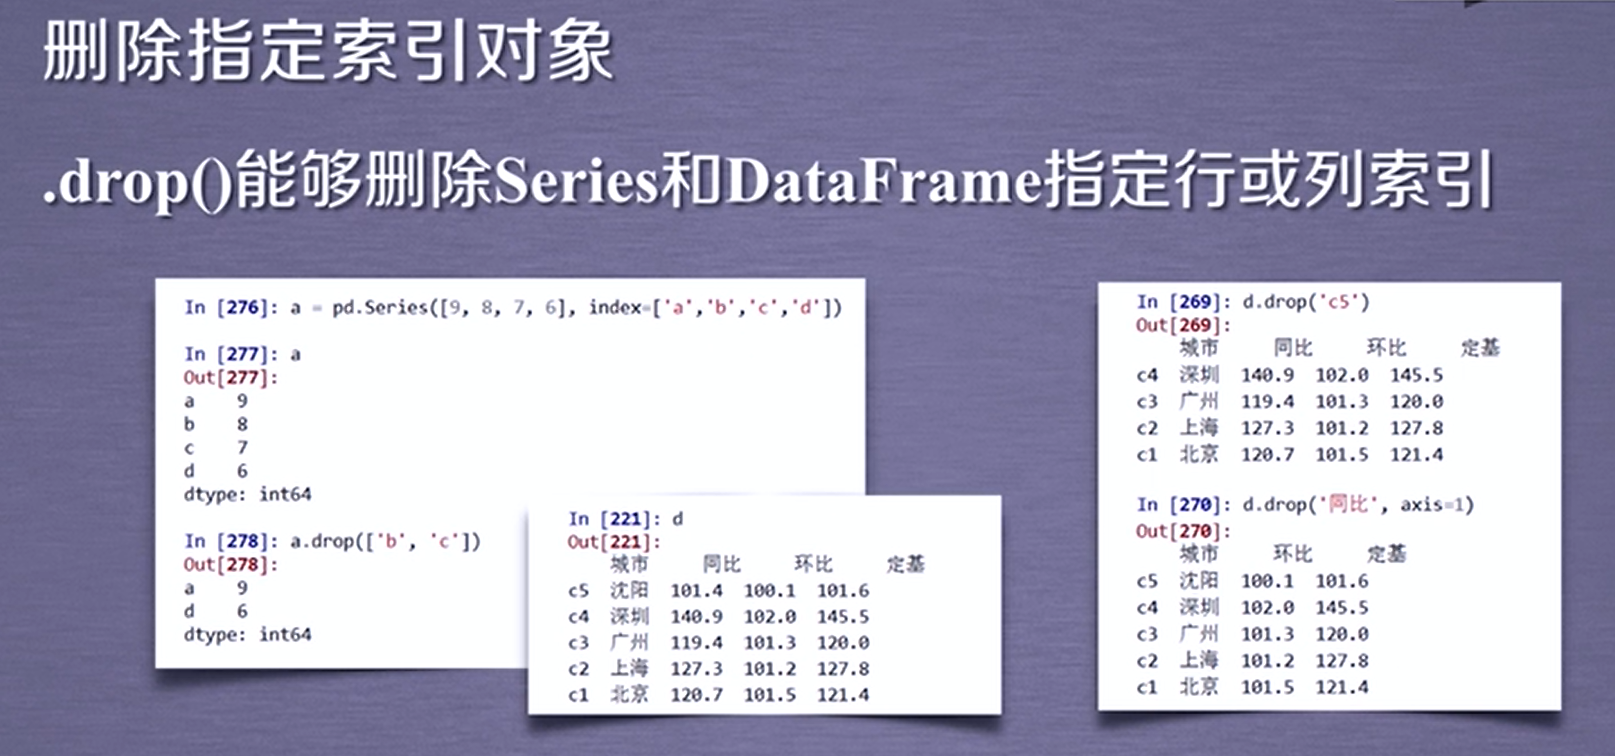 删除指定索引对象
.drop()能够删除Series和DataFrame指定行或列索引
In [276]: a = pd.Series([9, 8, 7, 6], index=['a','b','c','d'])
In [277]: a
Out[277]:
a 9
b 8
c 7
d 6
dtype: int64
In [278]: a.drop(['b', 'c'])
Out[278]:
a 9
d 6
dtype: int64
In [221]: d
Out[221]:
城市 同比 环比 定基
c5 沈阳 101.4 100.1 101.6
c4 深圳 140.9 102.0 145.5
c3 广州 119.4 101.3 120.0
c2 上海 127.3 101.2 127.8
c1 北京 120.7 101.5 121.4
In [269]: d.drop('c5')
Out[269]:
城市 同比 环比 定基
c4 深圳 140.9 102.0 145.5
c3 广州 119.4 101.3 120.0
c2 上海 127.3 101.2 127.8
c1 北京 120.7 101.5 121.4
In [270]: d.drop('同比', axis=1)
Out[270]:
城市 环比 定基
c5 沈阳 100.1 101.6
c4 深圳 102.0 145.5
c3 广州 101.3 120.0
c2 上海 101.2 127.8
c1 北京 101.5 121.4